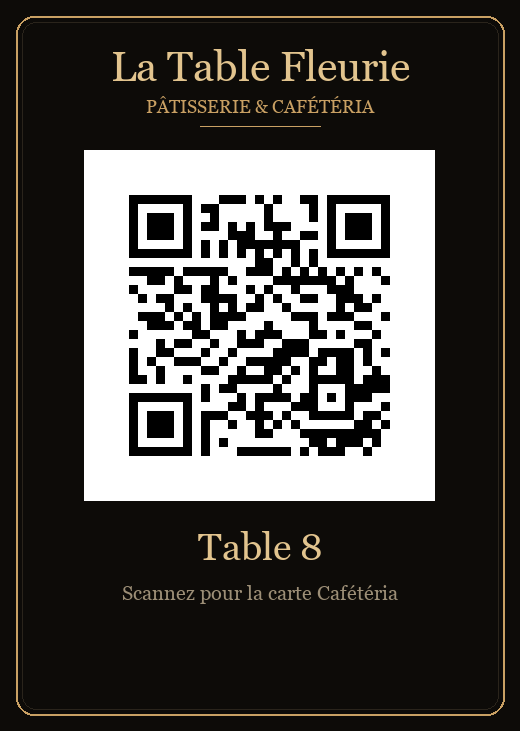 La Table Fleurie
PÂTISSERIE & CAFÉTÉRIA
Table 8
Scannez pour la carte Cafétéria